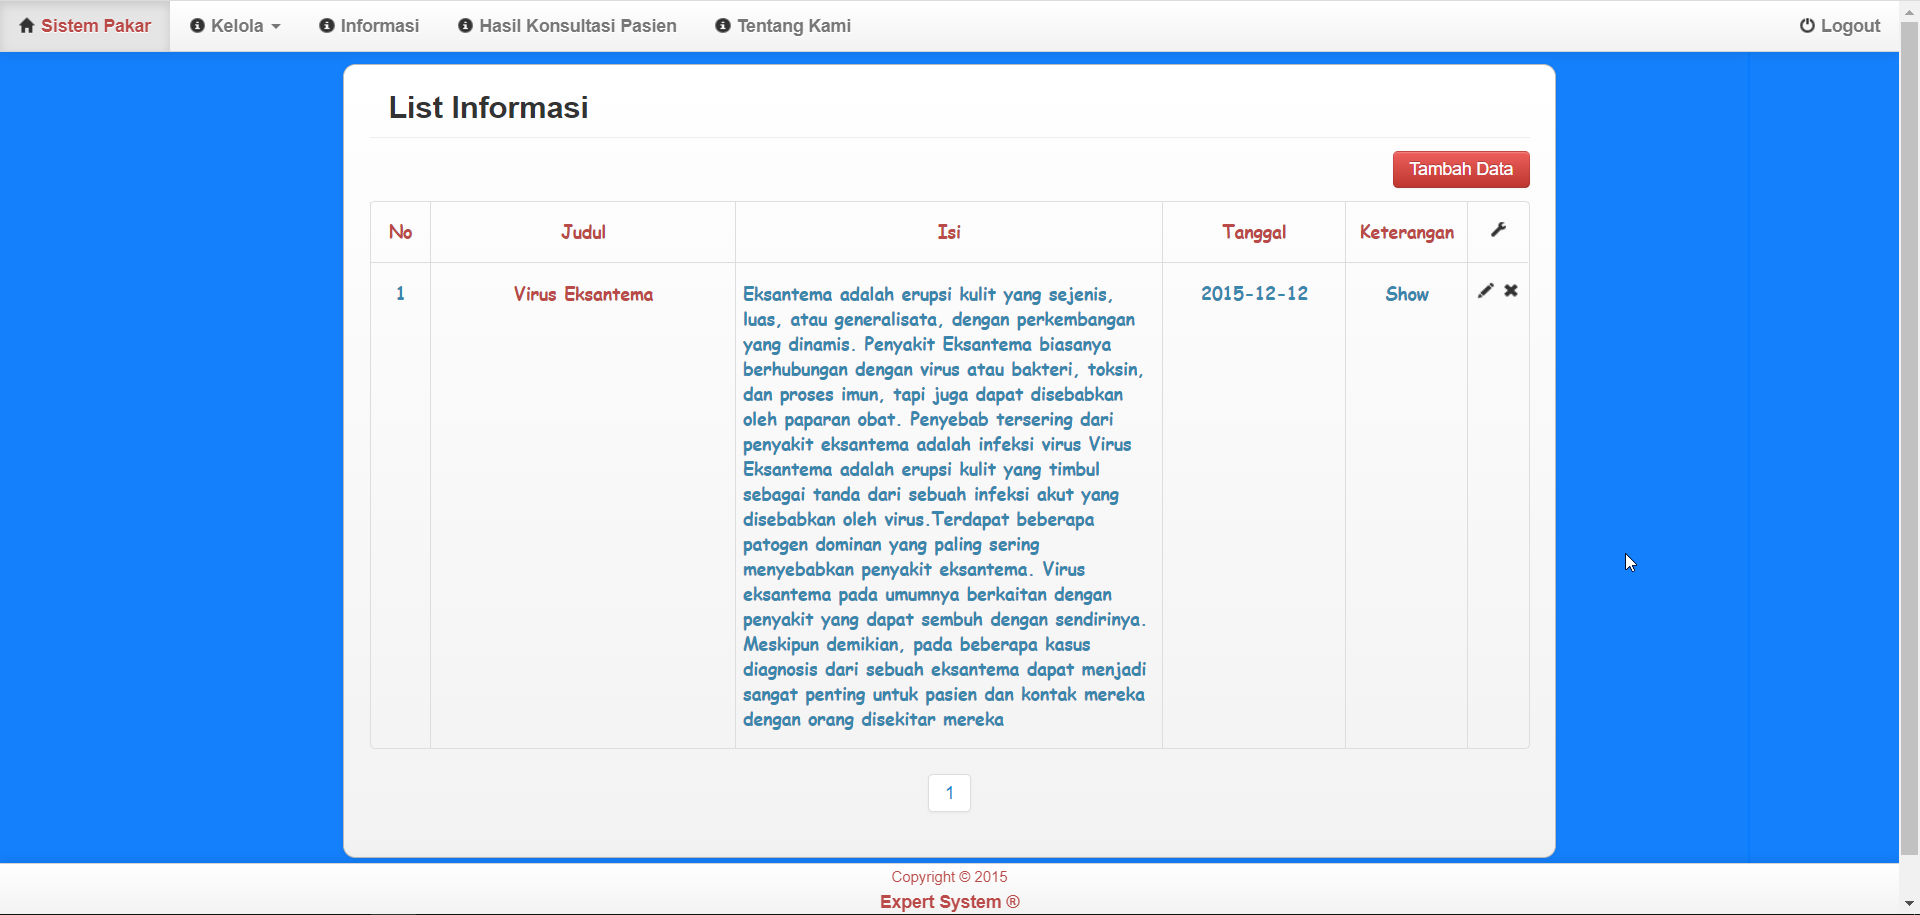 Sistem Pakar Kelola Informasi Hasil Konsultasi Pasien Tentang Kami Logout
List Informasi
Tambah Data
No Judul Isi Tanggal Keterangan
1 Virus Eksantema Eksantema adalah erupsi kulit yang sejenis, 2015-12-12 Show
luas, atau generalisata, dengan perkembangan
yang dinamis. Penyakit Eksantema biasanya
berhubungan dengan virus atau bakteri, toksin,
dan proses imun, tapi juga dapat disebabkan
oleh paparan obat. Penyebab tersering dari
penyakit eksantema adalah infeksi virus Virus
Eksantema adalah erupsi kulit yang timbul
sebagai tanda dari sebuah infeksi akut yang
disebabkan oleh virus.Terdapat beberapa
patogen dominan yang paling sering
menyebabkan penyakit eksantema. Virus
eksantema pada umumnya berkaitan dengan
penyakit yang dapat sembuh dengan sendirinya.
Meskipun demikian, pada beberapa kasus
diagnosis dari sebuah eksantema dapat menjadi
sangat penting untuk pasien dan kontak mereka
dengan orang disekitar mereka
1
Copyright © 2015
Expert System ®